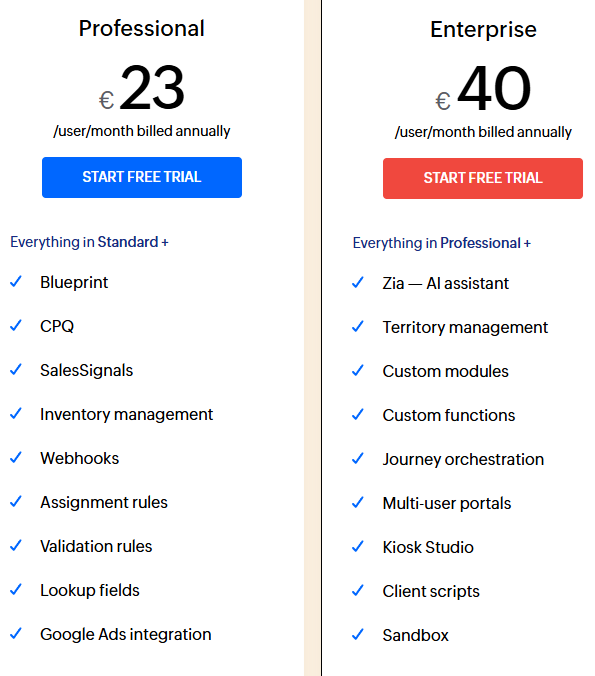 Professional
€ 23
/user/month billed annually
START FREE TRIAL
Everything in Standard +
Blueprint
CPQ
SalesSignals
Inventory management
Webhooks
Assignment rules
Validation rules
Lookup fields
Google Ads integration
Enterprise
€ 40
/user/month billed annually
START FREE TRIAL
Everything in Professional +
Zia — AI assistant
Territory management
Custom modules
Custom functions
Journey orchestration
Multi-user portals
Kiosk Studio
Client scripts
Sandbox